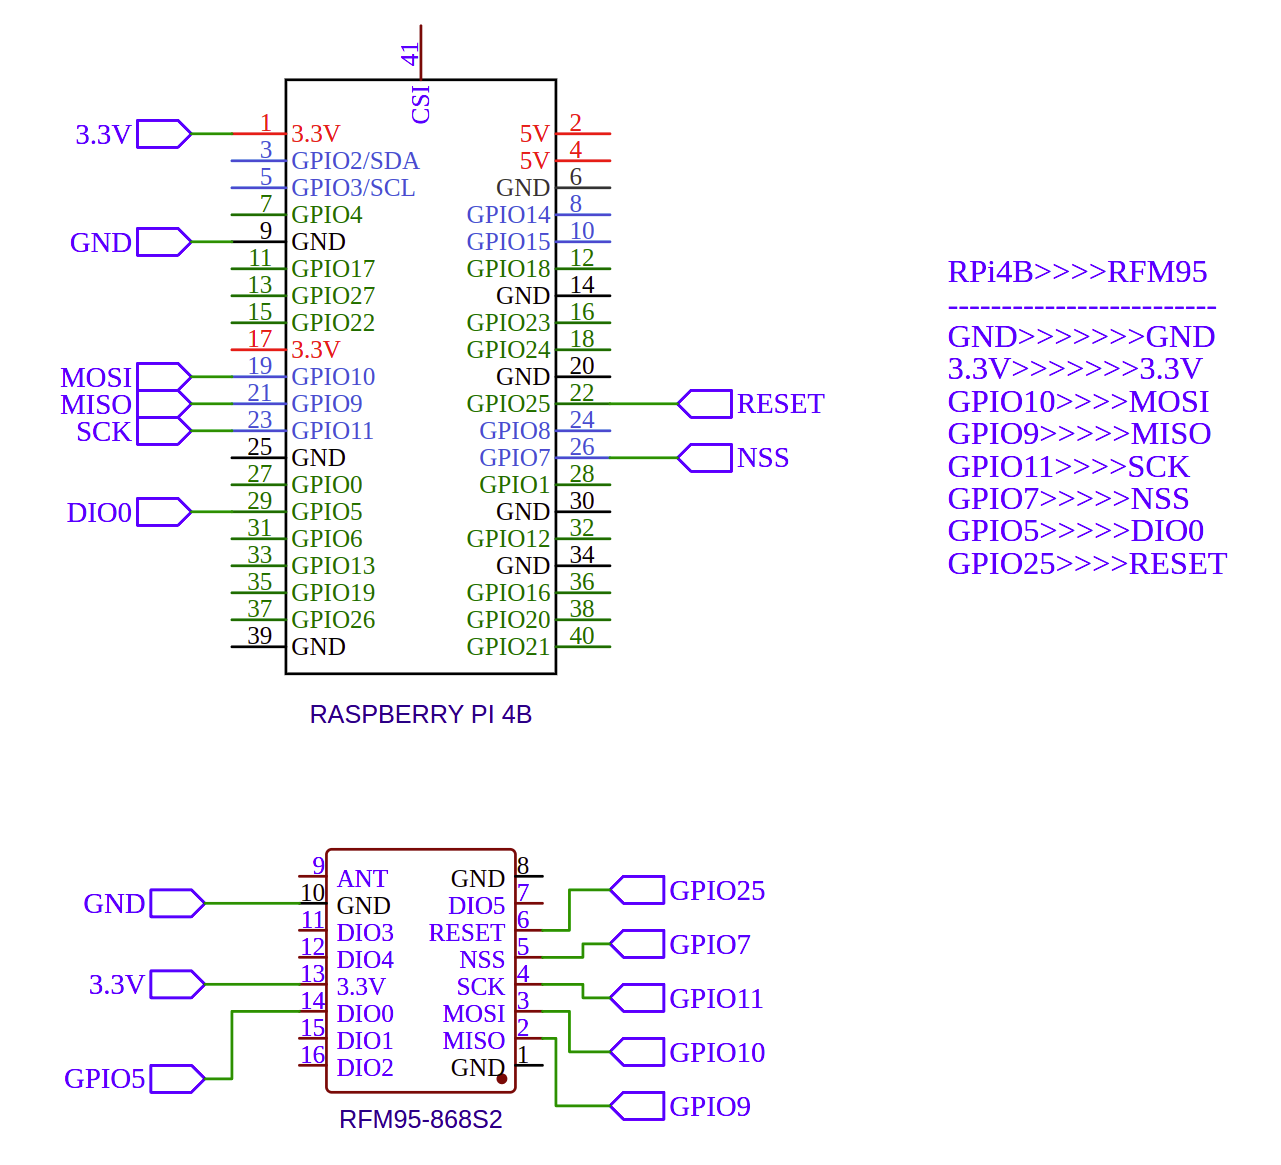 41
CSI
3.3V 1 3.3V 5V 2
3 GPIO2/SDA 5V 4
5 GPIO3/SCL GND 6
7 GPIO4 GPIO14 8
GND 9 GND GPIO15 10
11 GPIO17 GPIO18 12
13 GPIO27 GND 14
15 GPIO22 GPIO23 16
17 3.3V GPIO24 18
MOSI 19 GPIO10 GND 20
MISO 21 GPIO9 GPIO25 22 RESET
SCK 23 GPIO11 GPIO8 24
25 GND GPIO7 26 NSS
27 GPIO0 GPIO1 28
DIO0 29 GPIO5 GND 30
31 GPIO6 GPIO12 32
33 GPIO13 GND 34
35 GPIO19 GPIO16 36
37 GPIO26 GPIO20 38
39 GND GPIO21 40
RASPBERRY PI 4B
RPi4B>>>>RFM95
-------------------------
GND>>>>>>>GND
3.3V>>>>>>>3.3V
GPIO10>>>>MOSI
GPIO9>>>>>MISO
GPIO11>>>>SCK
GPIO7>>>>>NSS
GPIO5>>>>>DIO0
GPIO25>>>>RESET
9 ANT GND 8 GPIO25
GND 10 GND DIO5 7
11 DIO3 RESET 6
12 DIO4 NSS 5 GPIO7
3.3V 13 3.3V SCK 4 GPIO11
14 DIO0 MOSI 3
15 DIO1 MISO 2 GPIO10
GPIO5 16 DIO2 GND 1 GPIO9
RFM95-868S2